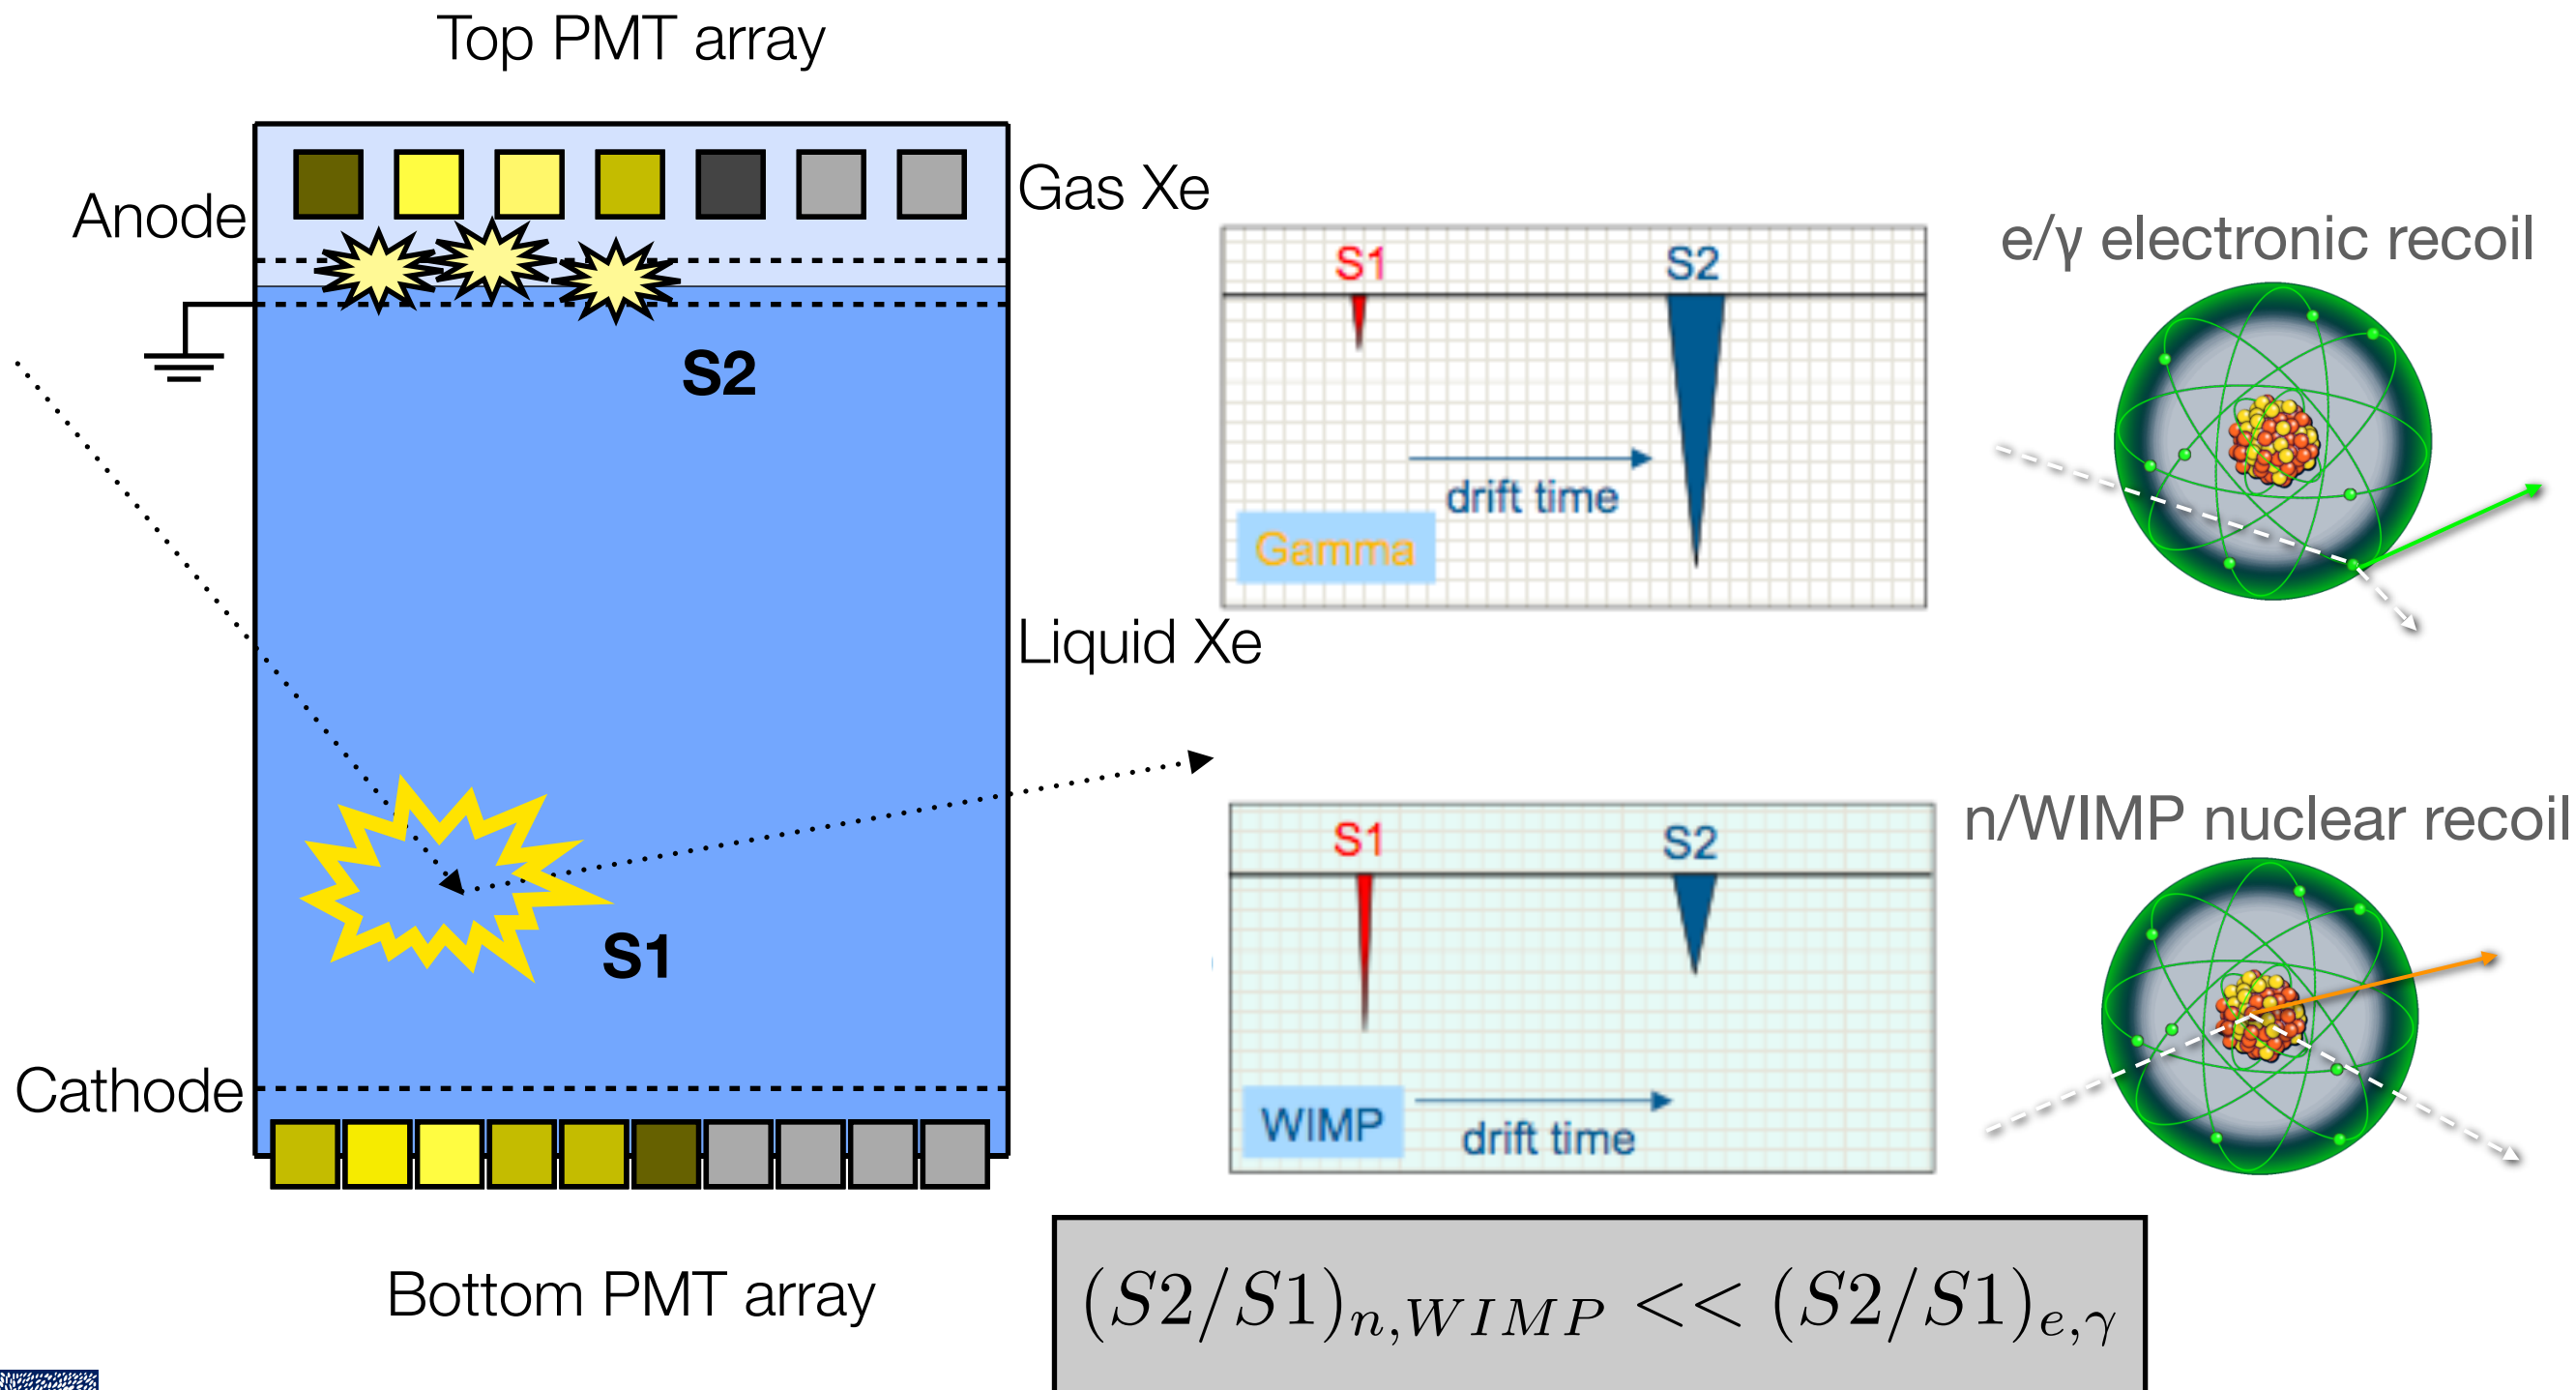 Top PMT array
Anode
Gas Xe
S2
Liquid Xe
S1
Cathode
Bottom PMT array
S1 S2
drift time
Gamma
e/γ electronic recoil
S1 S2
drift time
WIMP
n/WIMP nuclear recoil
(S2/S1)n,WIMP << (S2/S1)e,γ